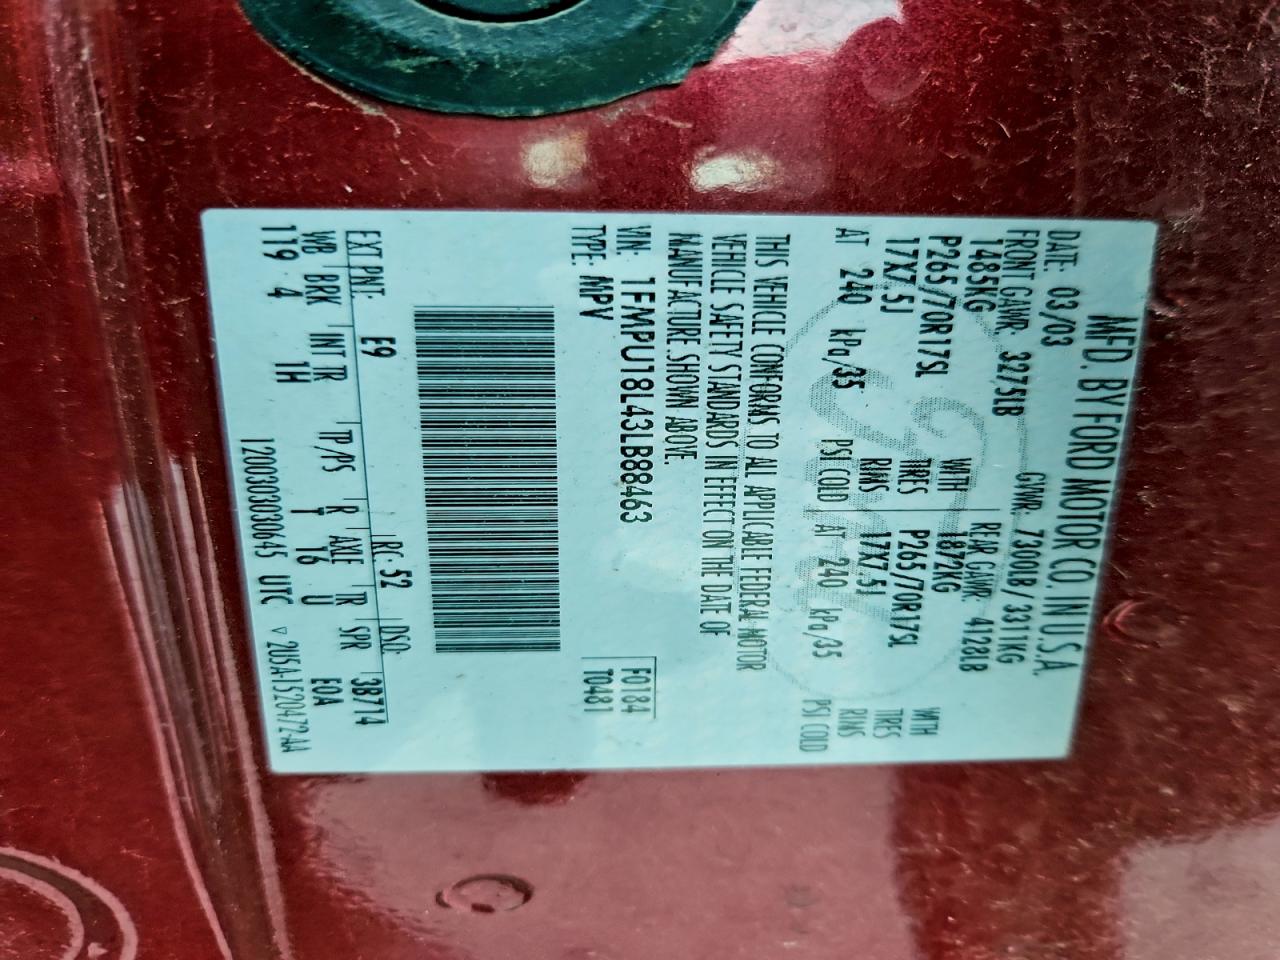 MFD. BY FORD MOTOR CO. IN U.S.A.
DATE: 03/03 GVWR: 7300LB / 3311KG
FRONT GAWR: 3275LB REAR GAWR: 4128LB
1485KG WITH 1872KG WITH
P265/70R17SL TIRES P265/70R17SL TIRES
17X7.5J RIMS 17X7.5J RIMS
AT 240 kPa/35 PSI COLD AT 240 kPa/35 PSI COLD
THIS VEHICLE CONFORMS TO ALL APPLICABLE FEDERAL MOTOR
VEHICLE SAFETY STANDARDS IN EFFECT ON THE DATE OF
MANUFACTURE SHOWN ABOVE.
VIN: 1FMPU18L43LB88463 F0184
TYPE: MPV T0481
EXT PNT: E9 RC: 52 DSO: 3B714
WB BRK INT TR TP/PS R AXLE TR SPR
119 4 1H T 16 U EOA
12003030330645 UTC ▽ 2U5A-1520472-AA